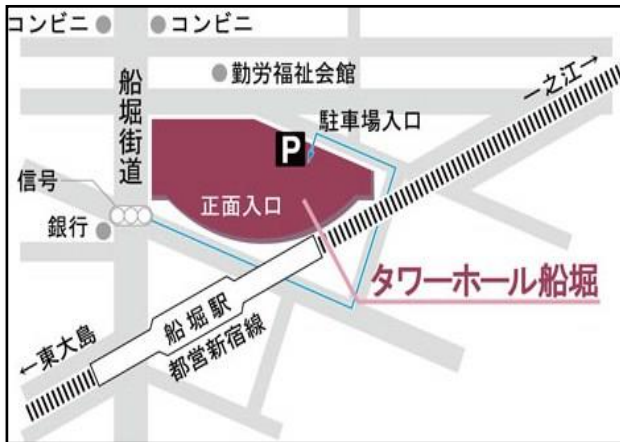 コンビニ
コンビニ
勤労福祉会館
一之江→
船堀街道
駐車場入口
P
信号
正面入口
銀行
タワーホール船堀
船堀駅
都営新宿線
←東大島